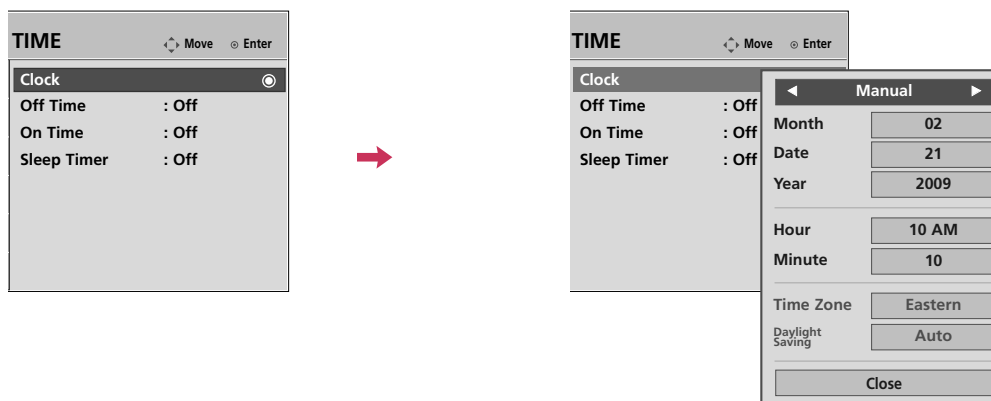 TIME Move Enter
Clock
Off Time : Off
On Time : Off
Sleep Timer : Off
TIME Move Enter
Clock
Off Time : Off
On Time : Off
Sleep Timer : Off
Manual
Month 02
Date 21
Year 2009
Hour 10 AM
Minute 10
Time Zone Eastern
Daylight
Saving Auto
Close